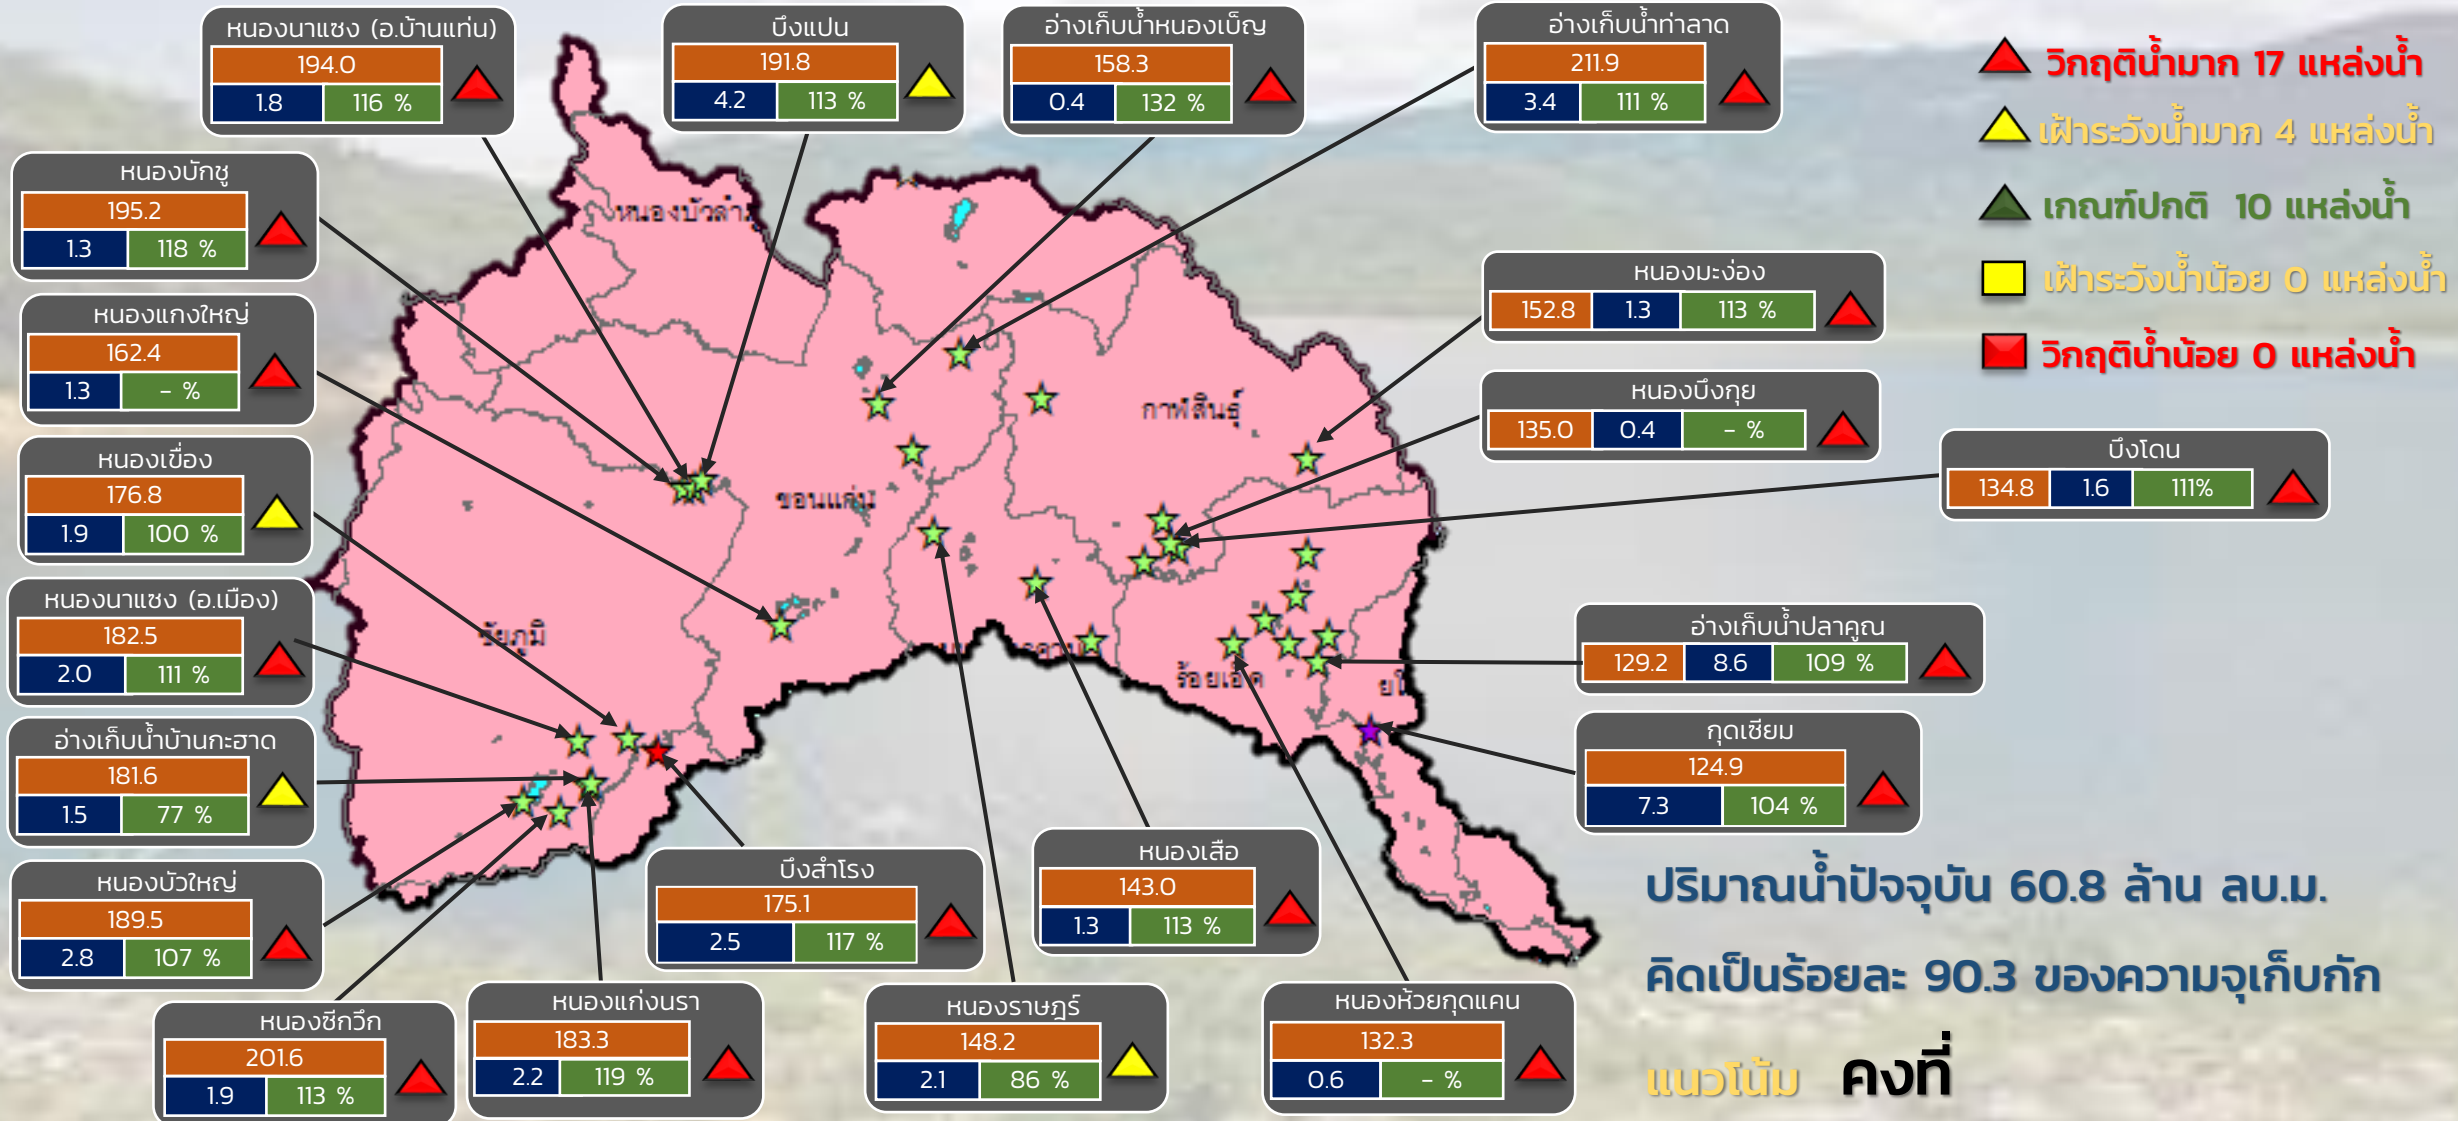 หนองนาแซง (อ.บ้านแท่น)
194.0
1.8 116 %
บึงแปน
191.8
4.2 113 %
อ่างเก็บน้ำหนองเบ็ญ
158.3
0.4 132 %
อ่างเก็บน้ำท่าลาด
211.9
3.4 111 %
วิกฤติน้ำมาก 17 แหล่งน้ำ
เฝ้าระวังน้ำมาก 4 แหล่งน้ำ
เกณฑ์ปกติ 10 แหล่งน้ำ
เฝ้าระวังน้ำน้อย 0 แหล่งน้ำ
วิกฤติน้ำน้อย 0 แหล่งน้ำ
หนองบักชู
195.2
1.3 118 %
หนองแกงใหญ่
162.4
1.3 - %
หนองเขื่อง
176.8
1.9 100 %
หนองนาแซง (อ.เมือง)
182.5
2.0 111 %
อ่างเก็บน้ำบ้านกะฮาด
181.6
1.5 77 %
หนองบัวใหญ่
189.5
2.8 107 %
หนองซีกวึก
201.6
1.9 113 %
หนองแก่งนรา
183.3
2.2 119 %
บึงสำโรง
175.1
2.5 117 %
หนองราษฎร์
148.2
2.1 86 %
หนองเสือ
143.0
1.3 113 %
หนองห้วยกุดแคน
132.3
0.6 - %
หนองมะง่อง
152.8 1.3 113 %
หนองบึงกุย
135.0 0.4 - %
บึงโดน
134.8 1.6 111%
อ่างเก็บน้ำปลาคูณ
129.2 8.6 109 %
กุดเซียม
124.9
7.3 104 %
กาฬสินธุ์
ขอนแก่น
ชัยภูมิ
ร้อยเอ็ด
ปริมาณน้ำปัจจุบัน 60.8 ล้าน ลบ.ม.
คิดเป็นร้อยละ 90.3 ของความจุเก็บกัก
แนวโน้ม คงที่